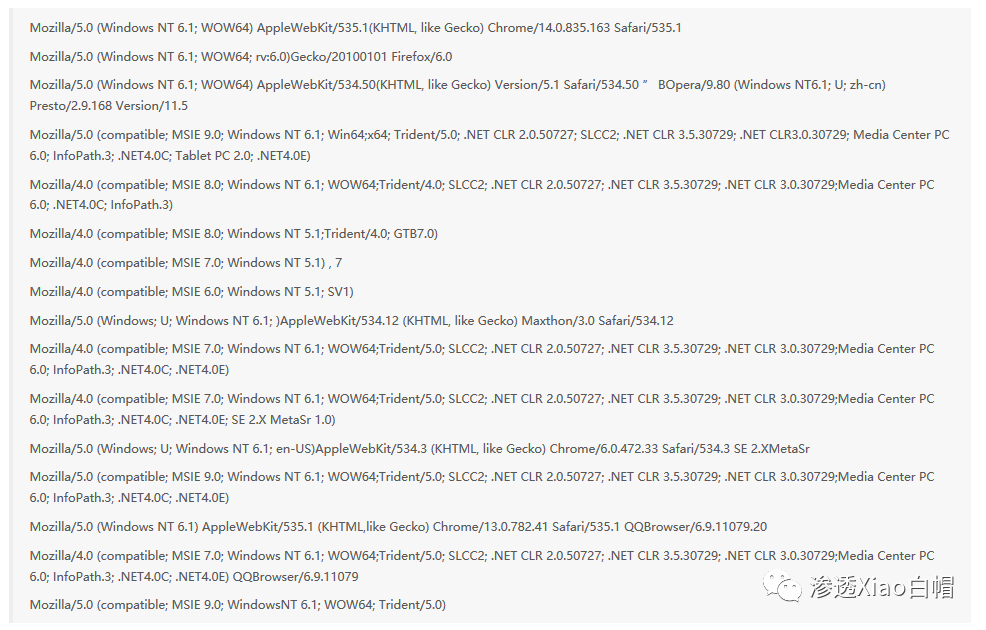 Mozilla/5.0 (Windows NT 6.1; WOW64) AppleWebKit/535.1(KHTML, like Gecko) Chrome/14.0.835.163 Safari/535.1
Mozilla/5.0 (Windows NT 6.1; WOW64; rv:6.0)Gecko/20100101 Firefox/6.0
Mozilla/5.0 (Windows NT 6.1; WOW64) AppleWebKit/534.50(KHTML, like Gecko) Version/5.1 Safari/534.50 ” BOpera/9.80 (Windows NT6.1; U; zh-cn)
Presto/2.9.168 Version/11.5
Mozilla/5.0 (compatible; MSIE 9.0; Windows NT 6.1; Win64;x64; Trident/5.0; .NET CLR 2.0.50727; SLCC2; .NET CLR 3.5.30729; .NET CLR3.0.30729; Media Center PC
6.0; InfoPath.3; .NET4.0C; Tablet PC 2.0; .NET4.0E)
Mozilla/4.0 (compatible; MSIE 8.0; Windows NT 6.1; WOW64;Trident/4.0; SLCC2; .NET CLR 2.0.50727; .NET CLR 3.5.30729; .NET CLR 3.0.30729;Media Center PC
6.0; .NET4.0C; InfoPath.3)
Mozilla/4.0 (compatible; MSIE 8.0; Windows NT 5.1;Trident/4.0; GTB7.0)
Mozilla/4.0 (compatible; MSIE 7.0; Windows NT 5.1) , 7
Mozilla/4.0 (compatible; MSIE 6.0; Windows NT 5.1; SV1)
Mozilla/5.0 (Windows; U; Windows NT 6.1; )AppleWebKit/534.12 (KHTML, like Gecko) Maxthon/3.0 Safari/534.12
Mozilla/4.0 (compatible; MSIE 7.0; Windows NT 6.1; WOW64;Trident/5.0; SLCC2; .NET CLR 2.0.50727; .NET CLR 3.5.30729; .NET CLR 3.0.30729;Media Center PC
6.0; InfoPath.3; .NET4.0C; .NET4.0E)
Mozilla/4.0 (compatible; MSIE 7.0; Windows NT 6.1; WOW64;Trident/5.0; SLCC2; .NET CLR 2.0.50727; .NET CLR 3.5.30729; .NET CLR 3.0.30729;Media Center PC
6.0; InfoPath.3; .NET4.0C; .NET4.0E; SE 2.X MetaSr 1.0)
Mozilla/5.0 (Windows; U; Windows NT 6.1; en-US)AppleWebKit/534.3 (KHTML, like Gecko) Chrome/6.0.472.33 Safari/534.3 SE 2.XMetaSr
Mozilla/5.0 (compatible; MSIE 9.0; Windows NT 6.1; WOW64;Trident/5.0; SLCC2; .NET CLR 2.0.50727; .NET CLR 3.5.30729; .NET CLR 3.0.30729;Media Center PC
6.0; InfoPath.3; .NET4.0C; .NET4.0E)
Mozilla/5.0 (Windows NT 6.1) AppleWebKit/535.1 (KHTML,like Gecko) Chrome/13.0.782.41 Safari/535.1 QQBrowser/6.9.11079.20
Mozilla/4.0 (compatible; MSIE 7.0; Windows NT 6.1; WOW64;Trident/5.0; SLCC2; .NET CLR 2.0.50727; .NET CLR 3.5.30729; .NET CLR 3.0.30729;Media Center PC
6.0; InfoPath.3; .NET4.0C; .NET4.0E) QQBrowser/6.9.11079
Mozilla/5.0 (compatible; MSIE 9.0; WindowsNT 6.1; WOW64; Trident/5.0)
渗透Xiao白帽